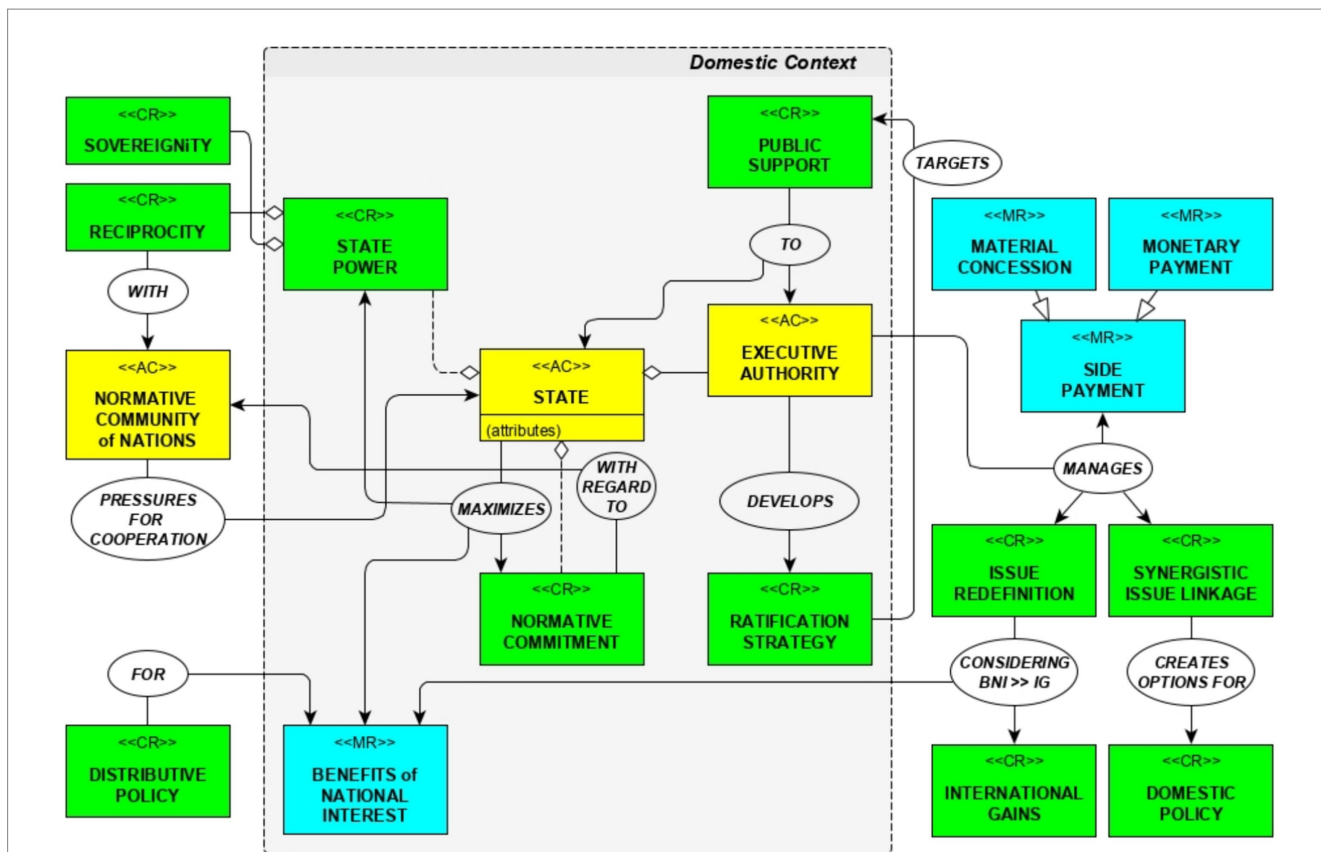 Domestic Context
<<CR>>
SOVEREIGNiTY
<<CR>>
PUBLIC
SUPPORT
TARGETS
<<CR>>
RECIPROCITY
<<CR>>
STATE
POWER
<<MR>>
MATERIAL
CONCESSION
<<MR>>
MONETARY
PAYMENT
TO
WITH
<<AC>>
EXECUTIVE
AUTHORITY
<<MR>>
SIDE
PAYMENT
<<AC>>
NORMATIVE
COMMUNITY
of NATIONS
<<AC>>
STATE
(attributes)
WITH
REGARD
TO
MANAGES
PRESSURES
FOR
COOPERATION
MAXIMIZES
DEVELOPS
<<CR>>
ISSUE
REDEFINITION
<<CR>>
SYNERGISTIC
ISSUE LINKAGE
<<CR>>
NORMATIVE
COMMITMENT
<<CR>>
RATIFICATION
STRATEGY
FOR
CONSIDERING
BNI >> IG
CREATES
OPTIONS FOR
<<CR>>
DISTRIBUTIVE
POLICY
<<MR>>
BENEFITS of
NATIONAL
INTEREST
<<CR>>
INTERNATIONAL
GAINS
<<CR>>
DOMESTIC
POLICY